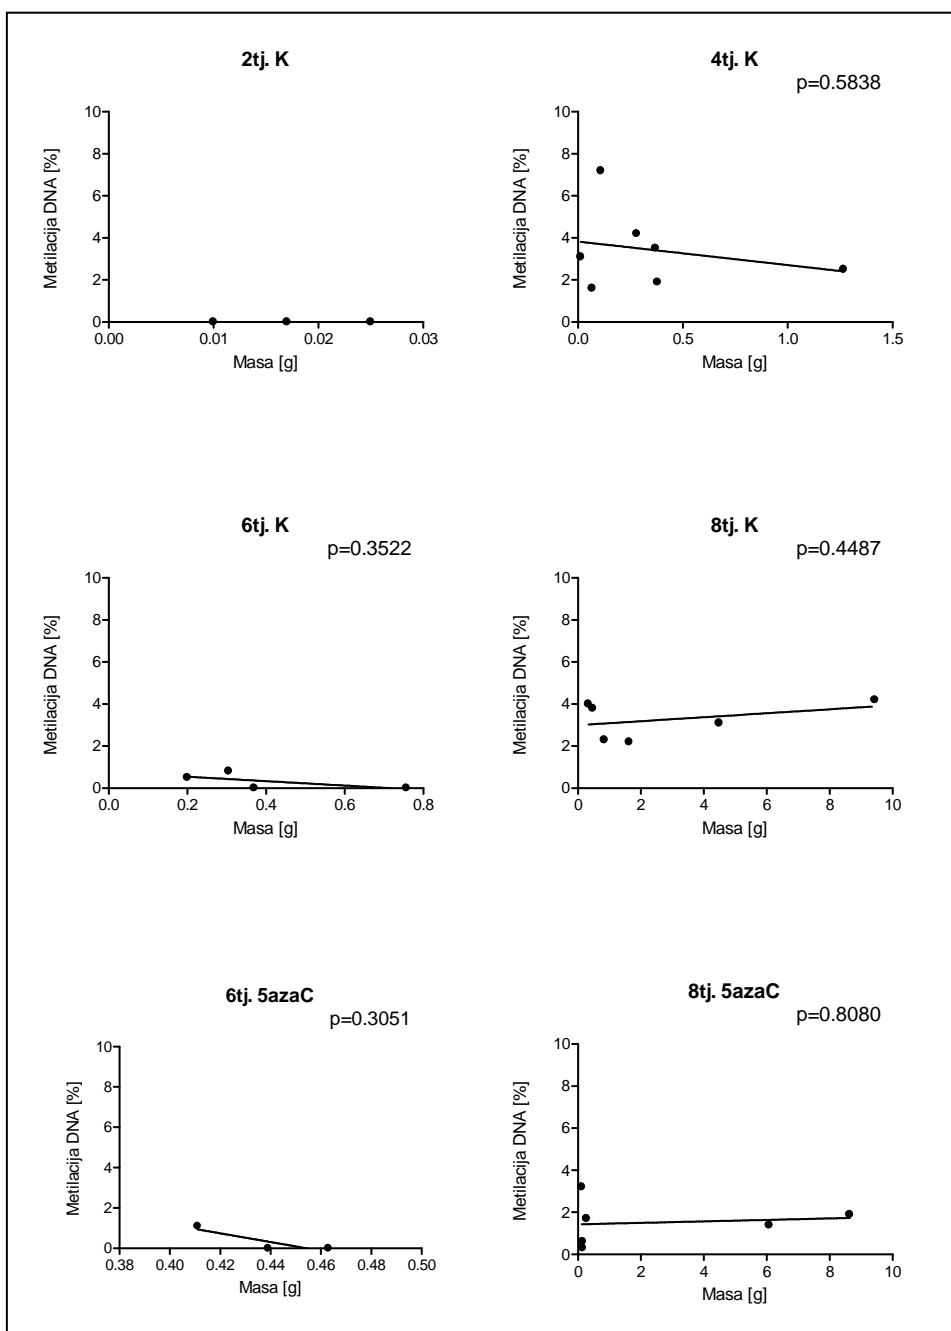 2tj. K
Metilacija DNA [%]
10
8
6
4
2
0
0.00 0.01 0.02 0.03
Masa [g]
4tj. K
p=0.5838
Metilacija DNA [%]
10
8
6
4
2
0
0.0 0.5 1.0 1.5
Masa [g]
6tj. K
p=0.3522
Metilacija DNA [%]
10
8
6
4
2
0
0.0 0.2 0.4 0.6 0.8
Masa [g]
8tj. K
p=0.4487
Metilacija DNA [%]
10
8
6
4
2
0
0 2 4 6 8 10
Masa [g]
6tj. 5azaC
p=0.3051
Metilacija DNA [%]
10
8
6
4
2
0
0.38 0.40 0.42 0.44 0.46 0.48 0.50
Masa [g]
8tj. 5azaC
p=0.8080
Metilacija DNA [%]
10
8
6
4
2
0
0 2 4 6 8 10
Masa [g]